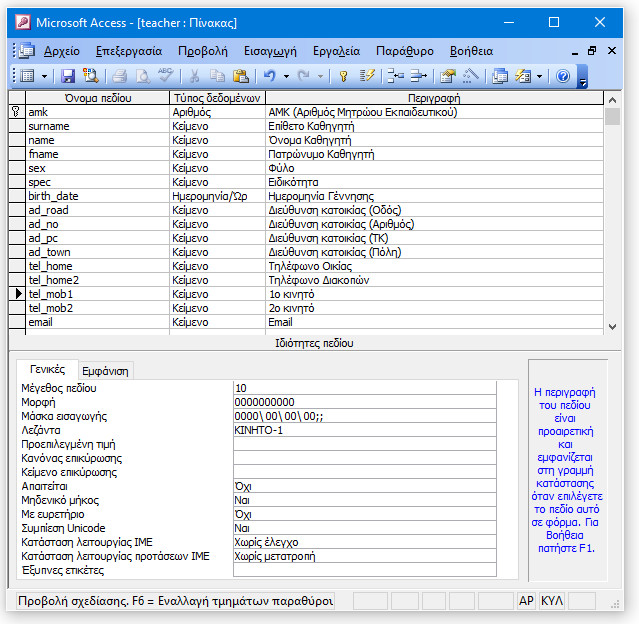 Microsoft Access - [teacher : Πίνακας]
Αρχείο Επεξεργασία Προβολή Εισαγωγή Εργαλεία Παράθυρο Βοήθεια
Όνομα πεδίου Τύπος δεδομένων Περιγραφή
amk Αριθμός ΑΜΚ (Αριθμός Μητρώου Εκπαιδευτικού)
surname Κείμενο Επίθετο Καθηγητή
name Κείμενο Όνομα Καθηγητή
fname Κείμενο Πατρώνυμο Καθηγητή
sex Κείμενο Φύλο
spec Κείμενο Ειδικότητα
birth_date Ημερομηνία/Ώρ Ημερομηνία Γέννησης
ad_road Κείμενο Διεύθυνση κατοικίας (Οδός)
ad_no Κείμενο Διεύθυνση κατοικίας (Αριθμός)
ad_pc Κείμενο Διεύθυνση κατοικίας (ΤΚ)
ad_town Κείμενο Διεύθυνση κατοικίας (Πόλη)
tel_home Κείμενο Τηλέφωνο Οικίας
tel_home2 Κείμενο Τηλέφωνο Διακοπών
tel_mob1 Κείμενο 1ο κινητό
tel_mob2 Κείμενο 2ο κινητό
email Κείμενο Email
Ιδιότητες πεδίου
Γενικές Εμφάνιση
Μέγεθος πεδίου 10
Μορφή 0000000000
Μάσκα εισαγωγής 0000\ 00\ 00\ 00;;
Λεζάντα ΚΙΝΗΤΟ-1
Προεπιλεγμένη τιμή
Κανόνας επικύρωσης
Κείμενο επικύρωσης
Απαιτείται Όχι
Μηδενικό μήκος Ναι
Με ευρετήριο Όχι
Συμπίεση Unicode Ναι
Κατάσταση λειτουργίας IME Χωρίς έλεγχο
Κατάσταση λειτουργίας προτάσεων IME Χωρίς μετατροπή
Έξυπνες ετικέτες
Η περιγραφή
του πεδίου
είναι
προαιρετική
και
εμφανίζεται
στη γραμμή
κατάστασης
όταν επιλέγετε
το πεδίο αυτό
σε φόρμα. Για
Βοήθεια
πατήστε F1.
Προβολή σχεδίασης. F6 = Εναλλαγή τμημάτων παραθύρου ΑΡ ΚΥΛ